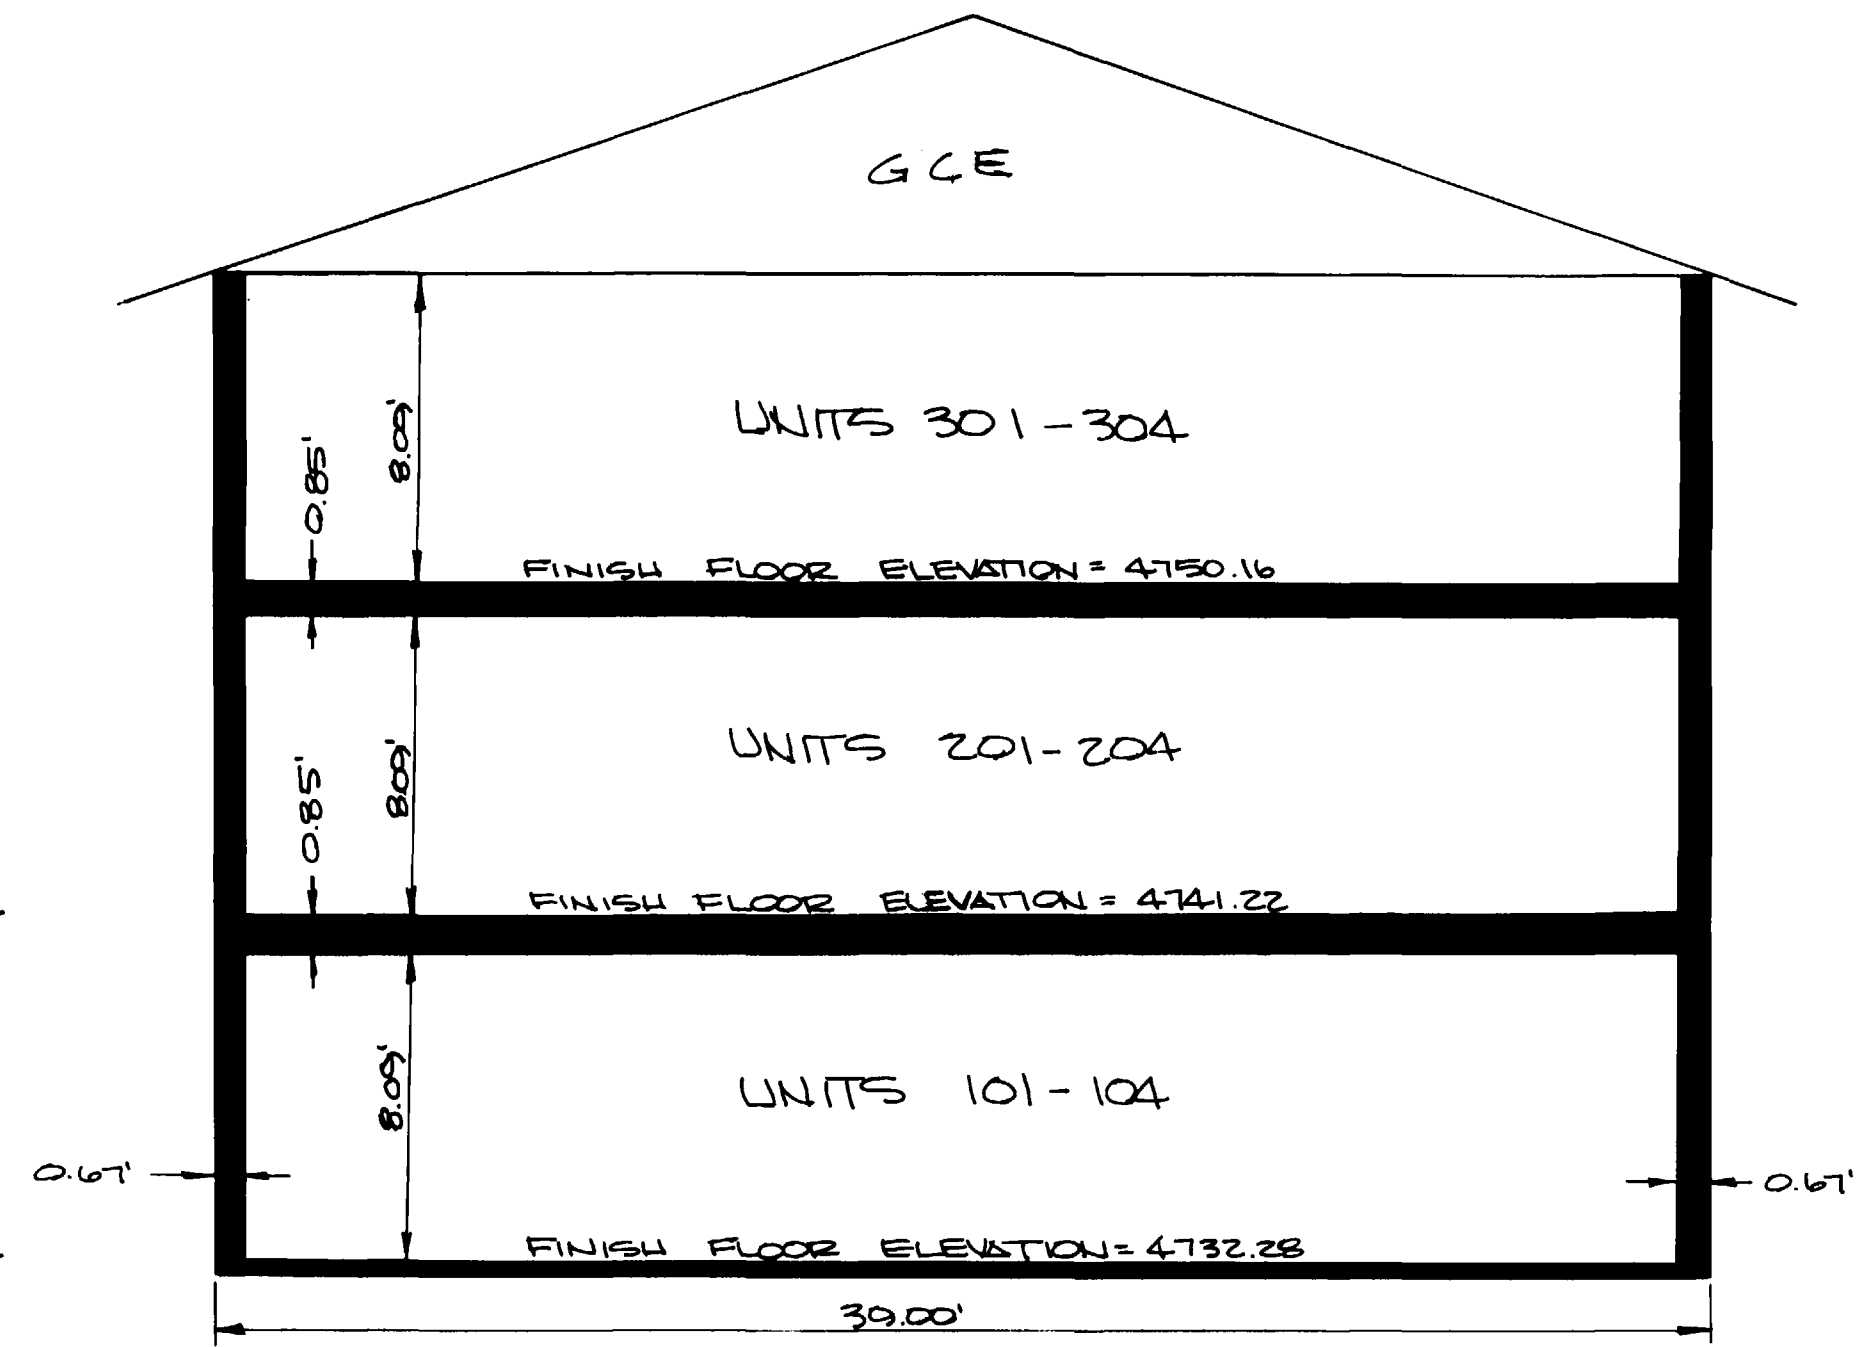 GCE
8.09'
UNITS 301-304
0.85'
FINISH FLOOR ELEVATION = 4750.16
8.09'
UNITS 201-204
0.85'
FINISH FLOOR ELEVATION = 4741.22
8.09'
UNITS 101-104
0.67'
0.67'
FINISH FLOOR ELEVATION = 4732.28
39.00'